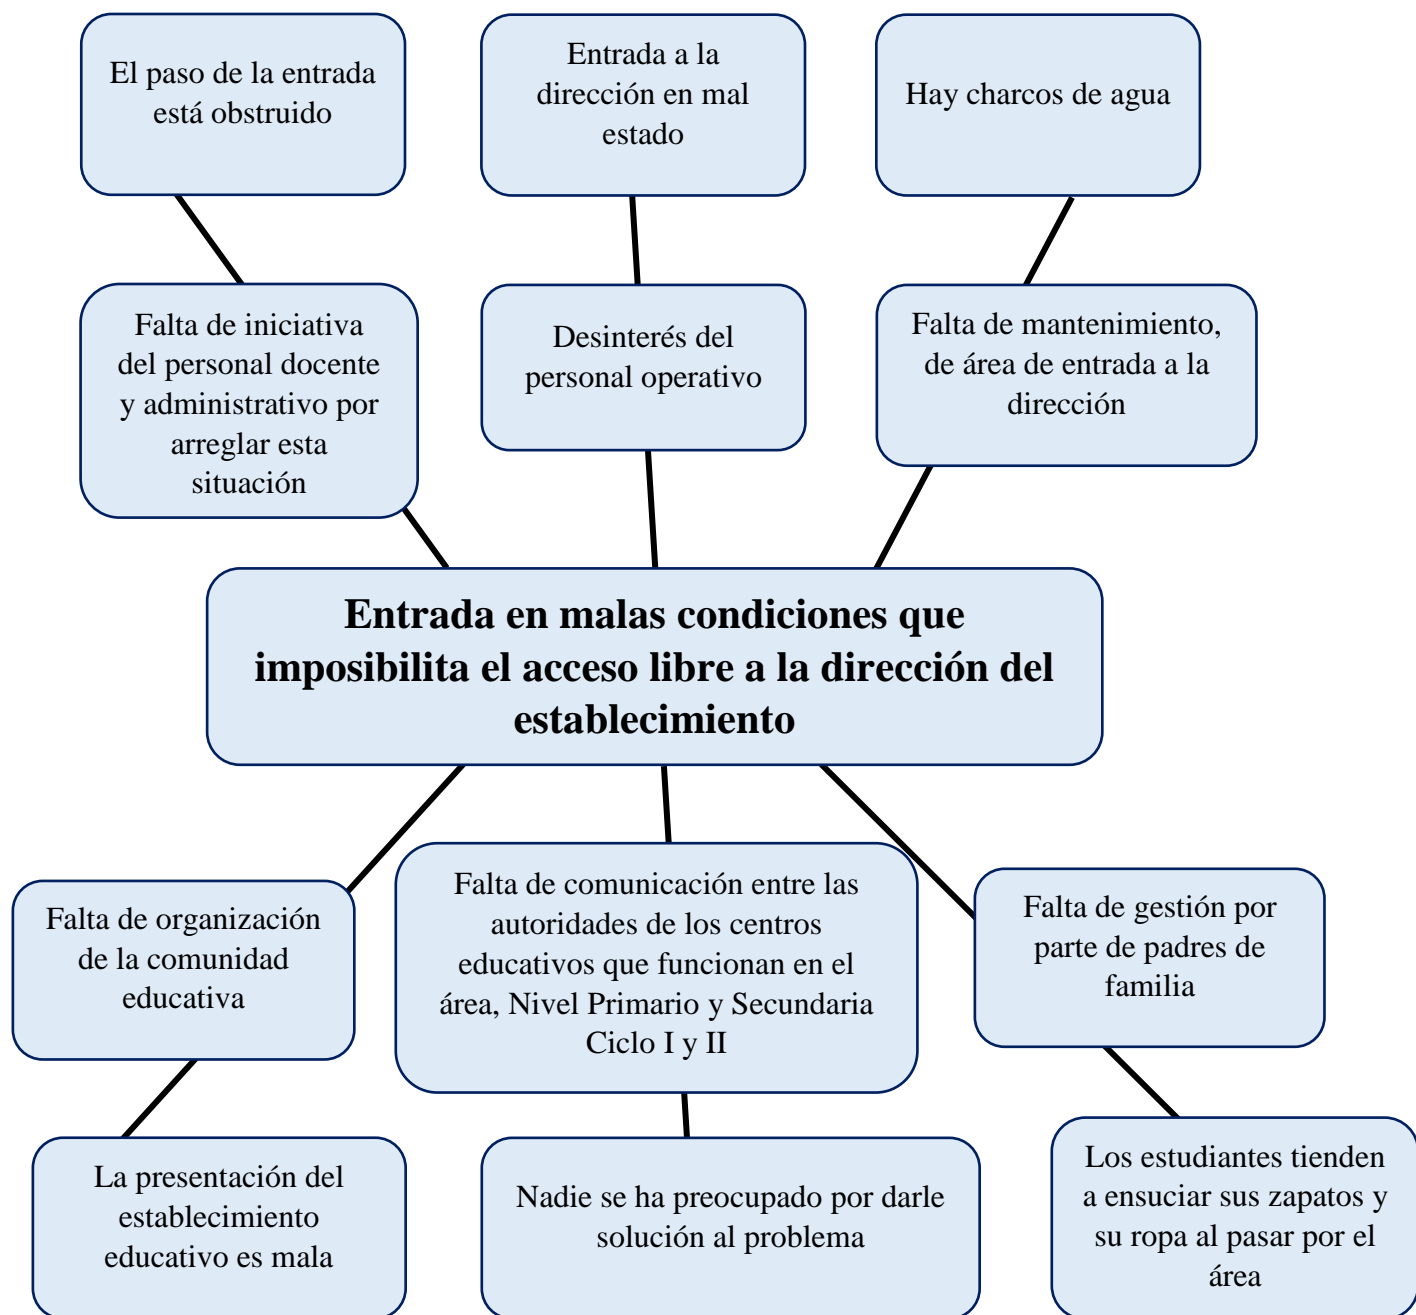 El paso de la entrada
está obstruido
Entrada a la
dirección en mal
estado
Hay charcos de agua
Falta de iniciativa
del personal docente
y administrativo por
arreglar esta
situación
Desinterés del
personal operativo
Falta de mantenimiento,
de área de entrada a la
dirección
Entrada en malas condiciones que
imposibilita el acceso libre a la dirección del
establecimiento
Falta de organización
de la comunidad
educativa
Falta de comunicación entre las
autoridades de los centros
educativos que funcionan en el
área, Nivel Primario y Secundaria
Ciclo I y II
Falta de gestión por
parte de padres de
familia
La presentación del
establecimiento
educativo es mala
Nadie se ha preocupado por darle
solución al problema
Los estudiantes tienden
a ensuciar sus zapatos y
su ropa al pasar por el
área